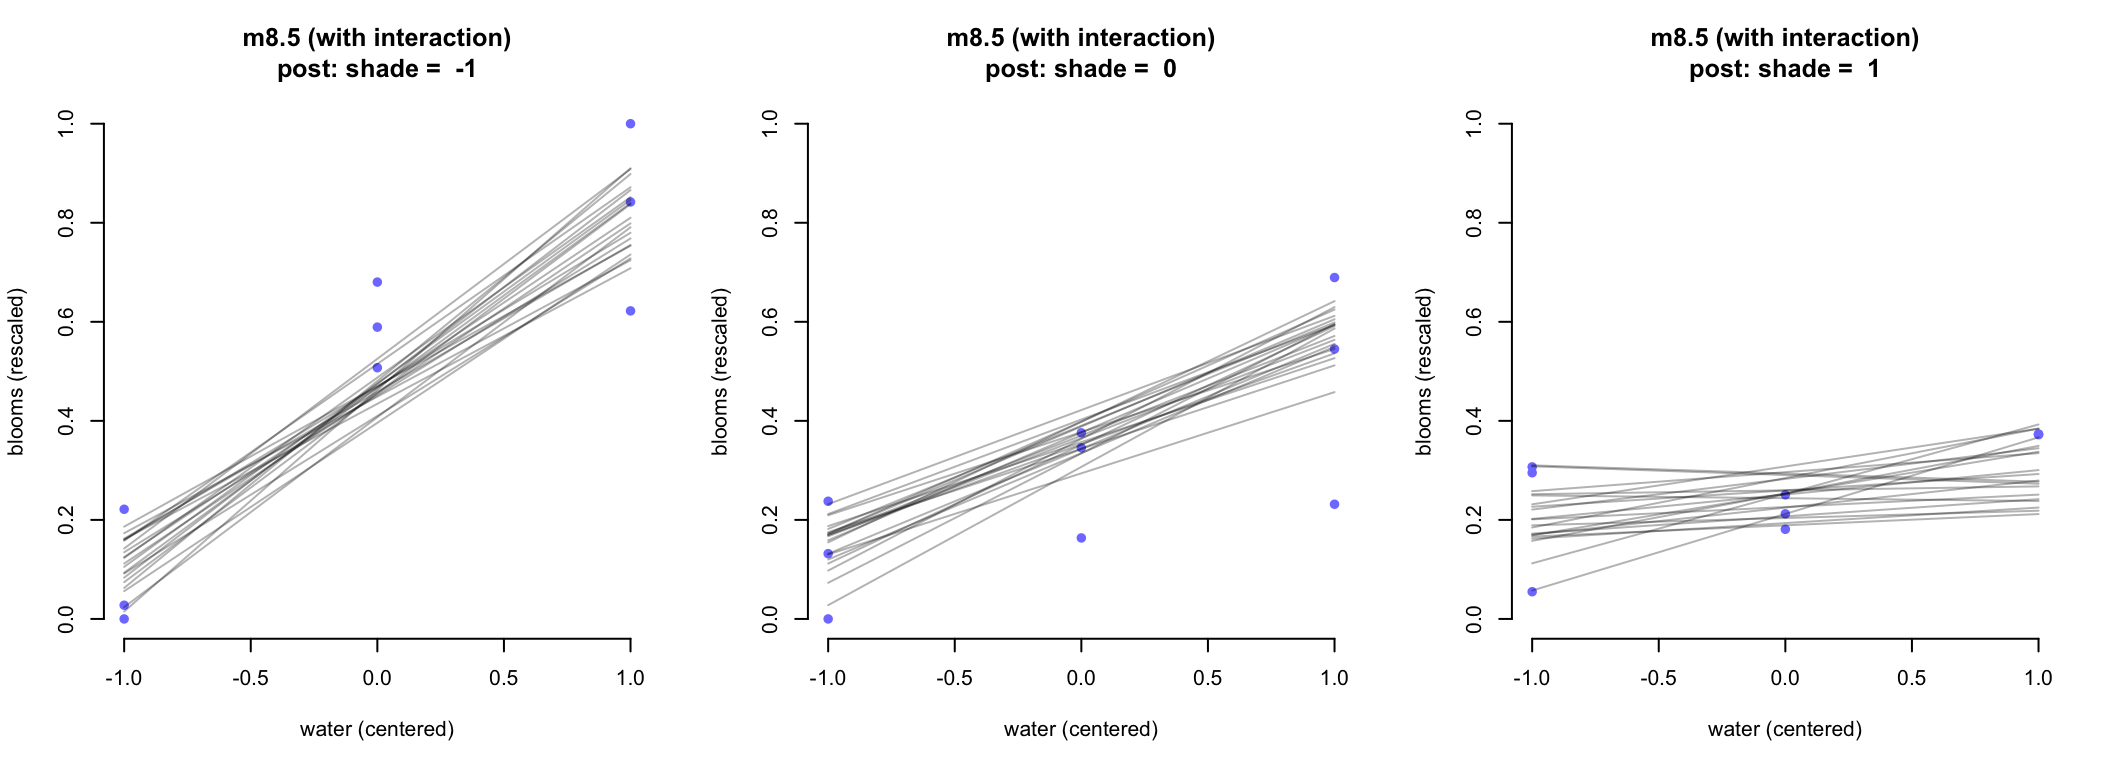 m8.5 (with interaction)
post: shade =  -1
blooms (rescaled)
1.0
0.8
0.6
0.4
0.2
0.0
-1.0 -0.5 0.0 0.5 1.0
water (centered)
m8.5 (with interaction)
post: shade =  0
blooms (rescaled)
1.0
0.8
0.6
0.4
0.2
0.0
-1.0 -0.5 0.0 0.5 1.0
water (centered)
m8.5 (with interaction)
post: shade =  1
blooms (rescaled)
1.0
0.8
0.6
0.4
0.2
0.0
-1.0 -0.5 0.0 0.5 1.0
water (centered)